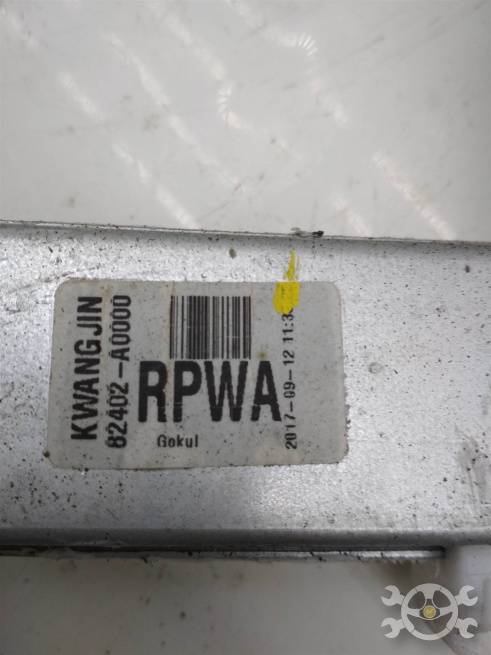 KWANGJIN
82402-A0000
RPWA
Gokul
2017-09-12 11:3